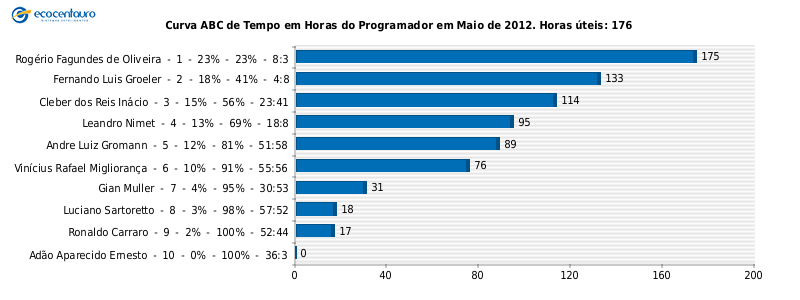 ecocentauro
Curva ABC de Tempo em Horas do Programador em Maio de 2012. Horas úteis: 176
Rogério Fagundes de Oliveira - 1 - 23% - 23% - 8:3 175
Fernando Luis Groeler - 2 - 18% - 41% - 4:8 133
Cleber dos Reis Inácio - 3 - 15% - 56% - 23:41 114
Leandro Nimet - 4 - 13% - 69% - 18:8 95
Andre Luiz Gromann - 5 - 12% - 81% - 51:58 89
Vinícius Rafael Migliorança - 6 - 10% - 91% - 55:56 76
Gian Muller - 7 - 4% - 95% - 30:53 31
Luciano Sartoretto - 8 - 3% - 98% - 57:52 18
Ronaldo Carraro - 9 - 2% - 100% - 52:44 17
Adão Aparecido Ernesto - 10 - 0% - 100% - 36:3 0
0 40 80 120 160 200